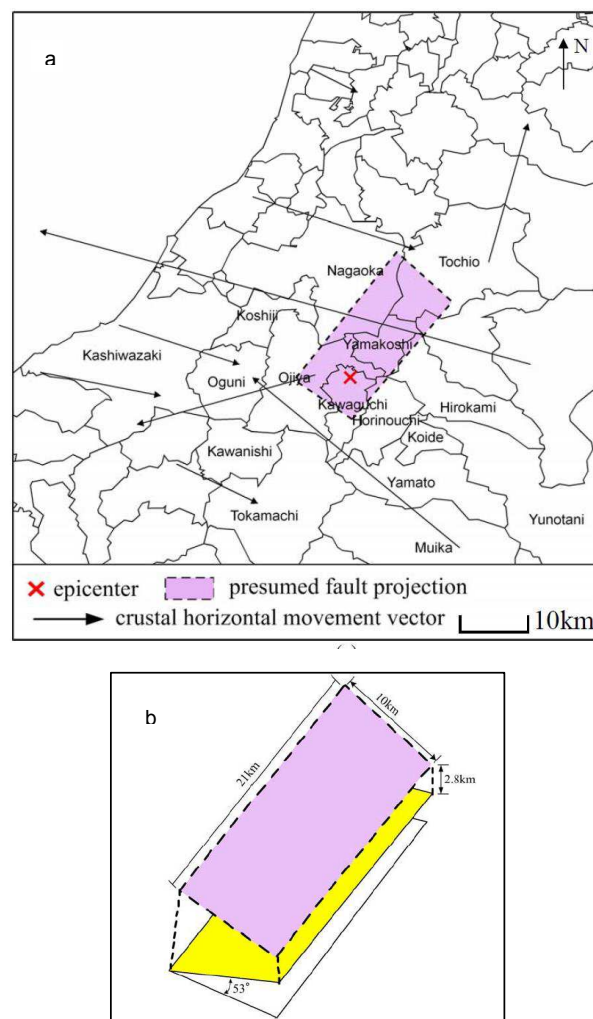 a
N
Tochio
Nagaoka
Koshiji
Yamakoshi
Kashiwazaki
Oguni
Ojiya
Kawaguchi
Hirokami
Horinouchi
Koide
Kawanishi
Yamato
Tokamachi
Yunotani
Muika
epicenter
presumed fault projection
crustal horizontal movement vector
10km
b
10km
21km
2.8km
53°